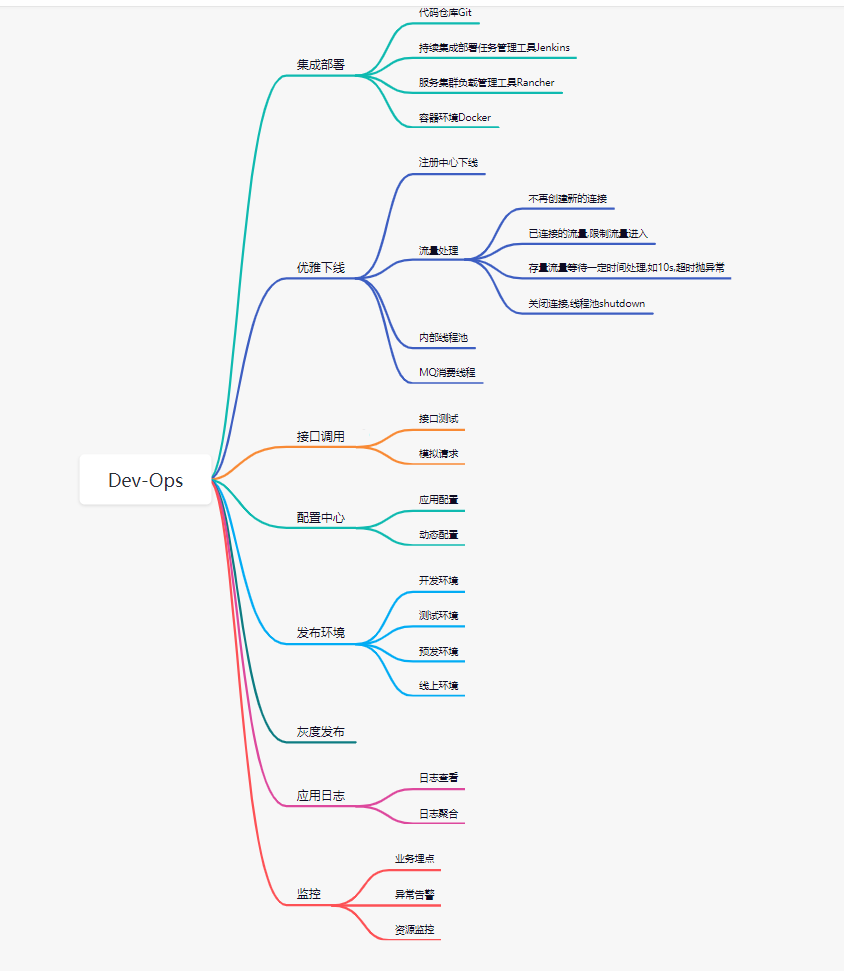 Dev-Ops
集成部署
代码仓库Git
持续集成部署任务管理工具Jenkins
服务集群负载管理工具Rancher
容器环境Docker
优雅下线
注册中心下线
流量处理
不再创建新的连接
已连接的流量,限制流量进入
存量流量等待一定时间处理,如10s,超时抛异常
关闭连接,线程池shutdown
内部线程池
MQ消费线程
接口调用
接口测试
模拟请求
配置中心
应用配置
动态配置
发布环境
开发环境
测试环境
预发环境
线上环境
灰度发布
应用日志
日志查看
日志聚合
监控
业务埋点
异常告警
资源监控